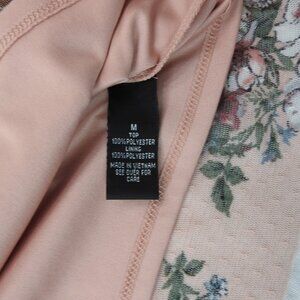 M
TOP
100%POLYESTER
LINING
100%POLYESTER
MADE IN VIETNAM
SEE OVER FOR
CARE